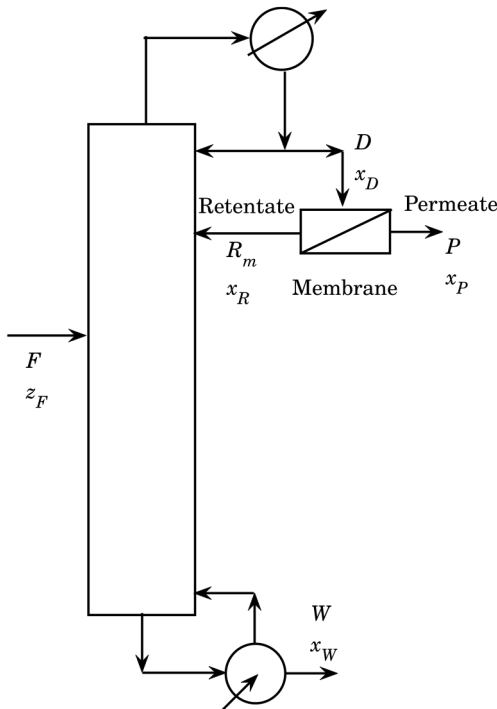 D
x_D
Retentate
Permeate
R_m
P
x_R
Membrane
x_P
F
z_F
W
x_W